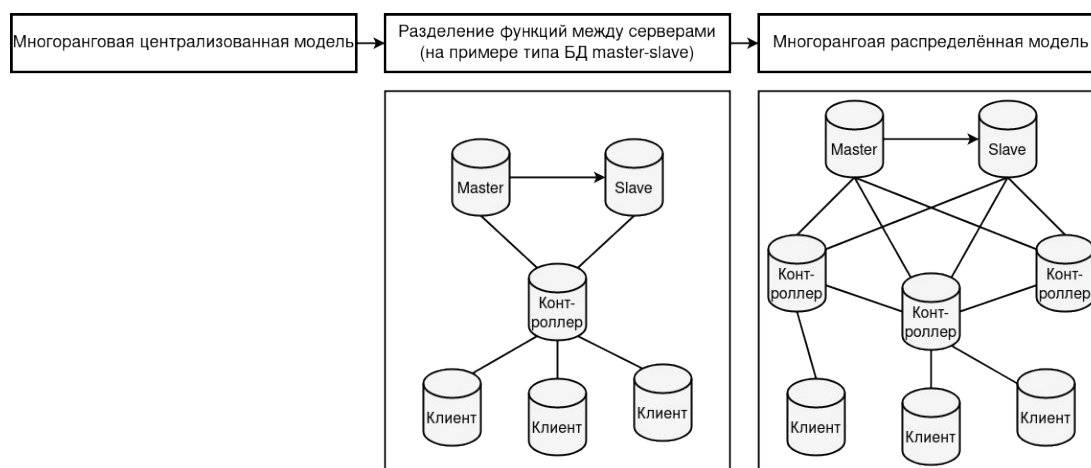 Многоранговая централизованная модель
Разделение функций между серверами
(на примере типа БД master-slave)
Многорангоая распределённая модель
Master
Slave
Конт-
роллер
Клиент
Клиент
Клиент
Master
Slave
Конт-
роллер
Конт-
роллер
Конт-
роллер
Клиент
Клиент
Клиент